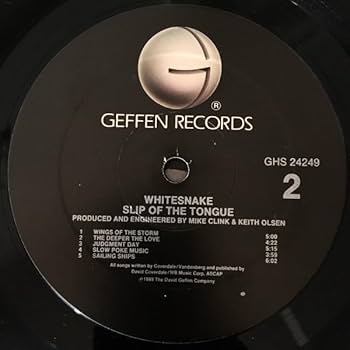 G
®
GEFFEN RECORDS
GHS 24249
2
WHITESNAKE
SLIP OF THE TONGUE
PRODUCED AND ENGINEERED BY MIKE CLINK & KEITH OLSEN
1 WINGS OF THE STORM 5:00
2 THE DEEPER THE LOVE 4:22
3 JUDGMENT DAY 5:15
4 SLOW POKE MUSIC 3:59
5 SAILING SHIPS 6:02
All songs written by Coverdale/Vandenberg and published by
David Coverdale/WB Music Corp. ASCAP
1989 The David Geffen Company